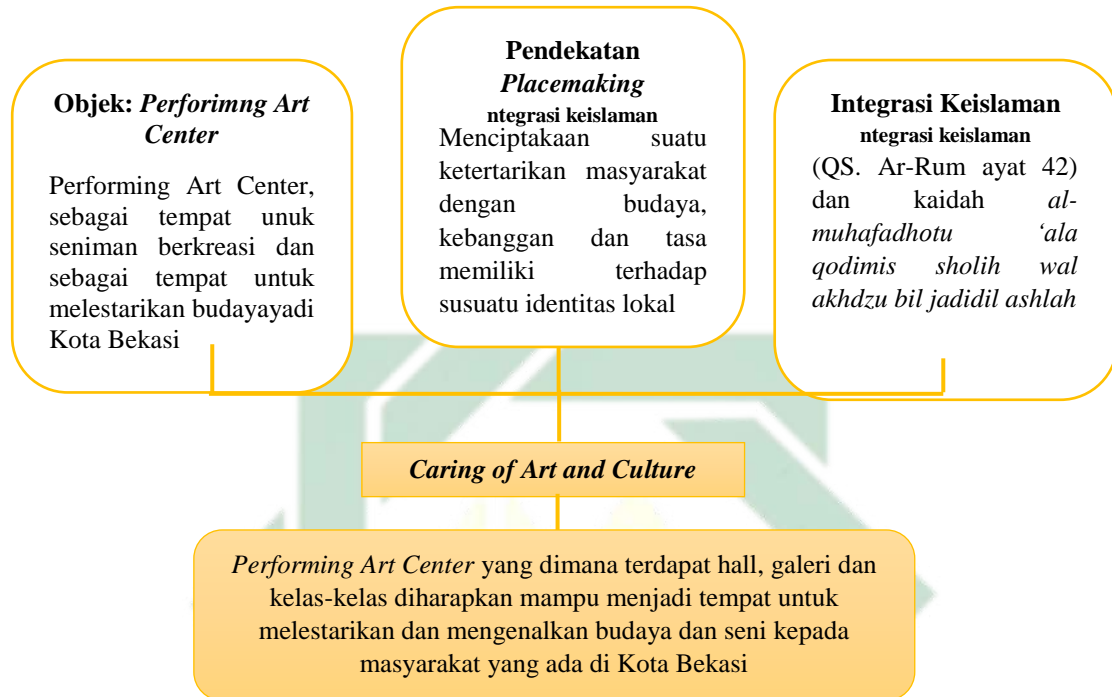 Objek: Perforimng Art
Center
Performing Art Center,
sebagai tempat unuk
seniman berkreasi dan
sebagai tempat untuk
melestarikan budayayadi
Kota Bekasi
Pendekatan
Placemaking
ntegrasi keislaman
Menciptakaan suatu
ketertarikan masyarakat
dengan budaya,
kebanggan dan tasa
memiliki terhadap
susuatu identitas lokal
Integrasi Keislaman
ntegrasi keislaman
(QS. Ar-Rum ayat 42)
dan kaidah al-
muhafadhotu ‘ala
qodimis sholih wal
akhdzu bil jadidil ashlah
Caring of Art and Culture
Performing Art Center yang dimana terdapat hall, galeri dan
kelas-kelas diharapkan mampu menjadi tempat untuk
melestarikan dan mengenalkan budaya dan seni kepada
masyarakat yang ada di Kota Bekasi